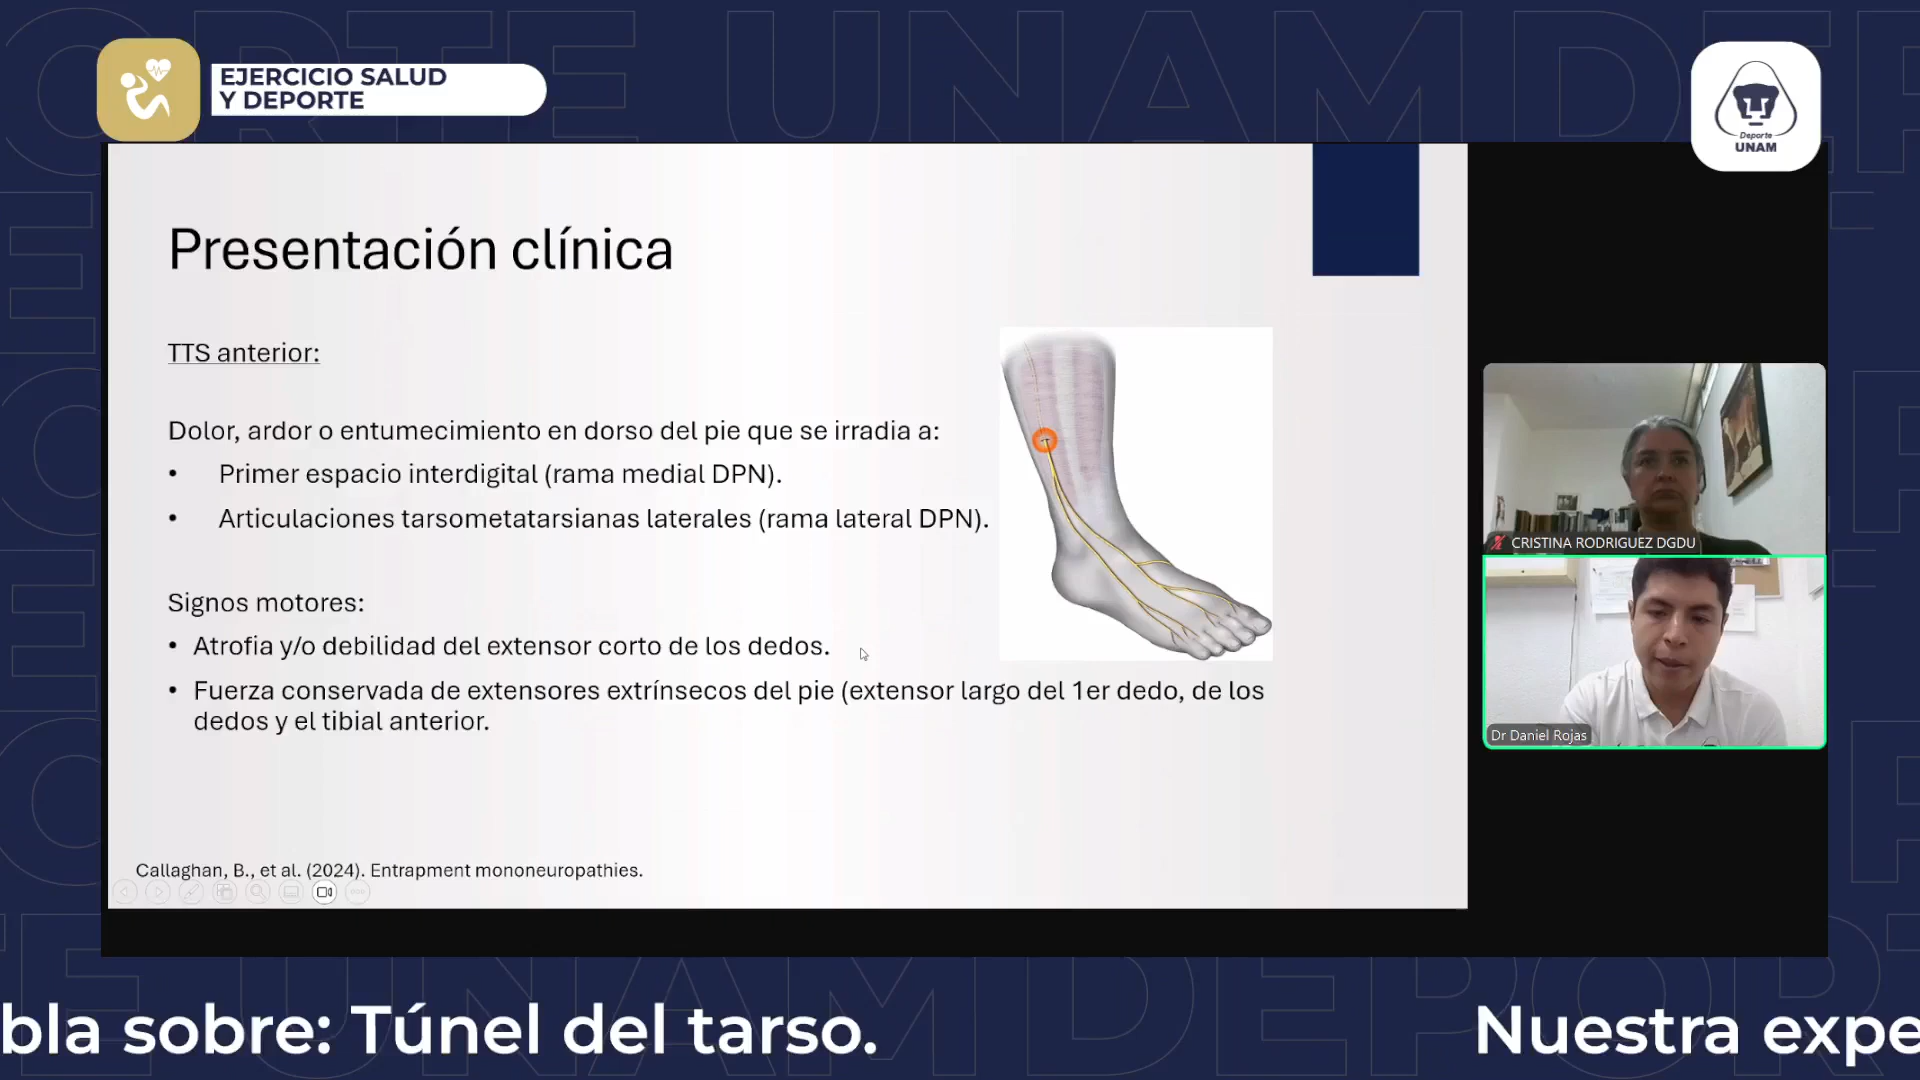 EJERCICIO SALUD
Y DEPORTE
Deporte
UNAM
Presentación clínica
TTS anterior:
Dolor, ardor o entumecimiento en dorso del pie que se irradia a:
• Primer espacio interdigital (rama medial DPN).
• Articulaciones tarsometatarsianas laterales (rama lateral DPN).
Signos motores:
• Atrofia y/o debilidad del extensor corto de los dedos.
• Fuerza conservada de extensores extrínsecos del pie (extensor largo del 1er dedo, de los
dedos y el tibial anterior.
Callaghan, B., et al. (2024). Entrapment mononeuropathies.
CRISTINA RODRIGUEZ DGDU
Dr Daniel Rojas
bla sobre: Túnel del tarso.
Nuestra expe